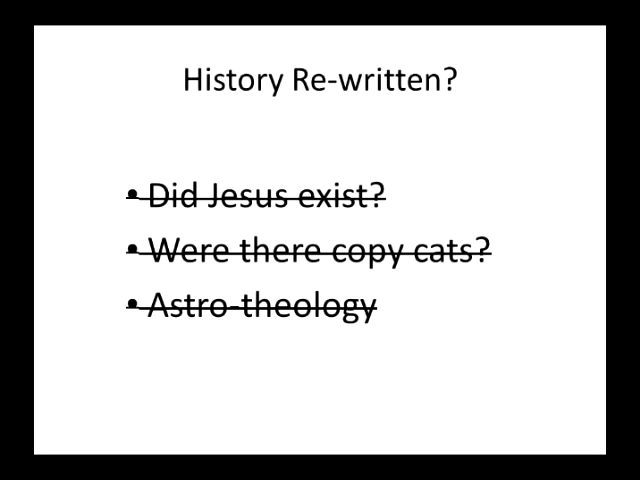 History Re-written?
• Did Jesus exist?
• Were there copy cats?
• Astro-theology